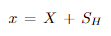 x = X + S_H